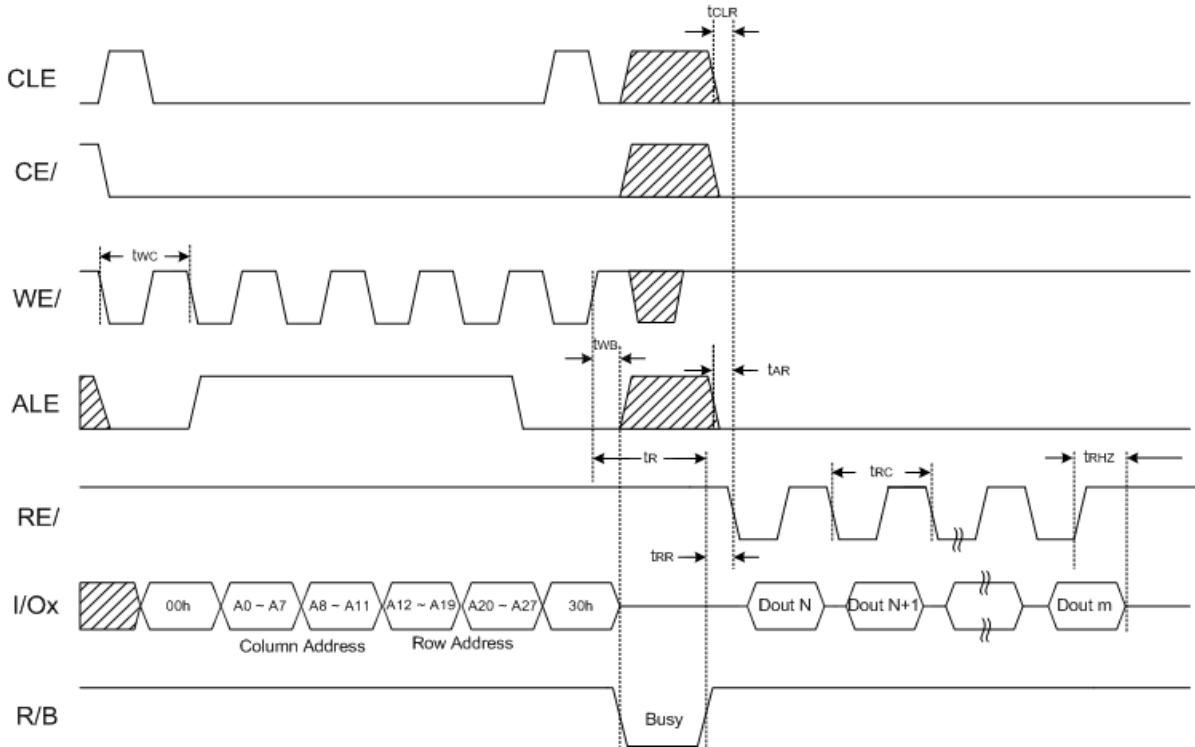 tCLR
CLE
CE/
tWC
WE/
tWB
tAR
ALE
tR
tRC
tRHZ
RE/
tRR
I/Ox
00h
A0 ~ A7
A8 ~ A11
A12 ~ A19
A20 ~ A27
30h
Dout N
Dout N+1
Dout m
Column Address
Row Address
R/B
Busy